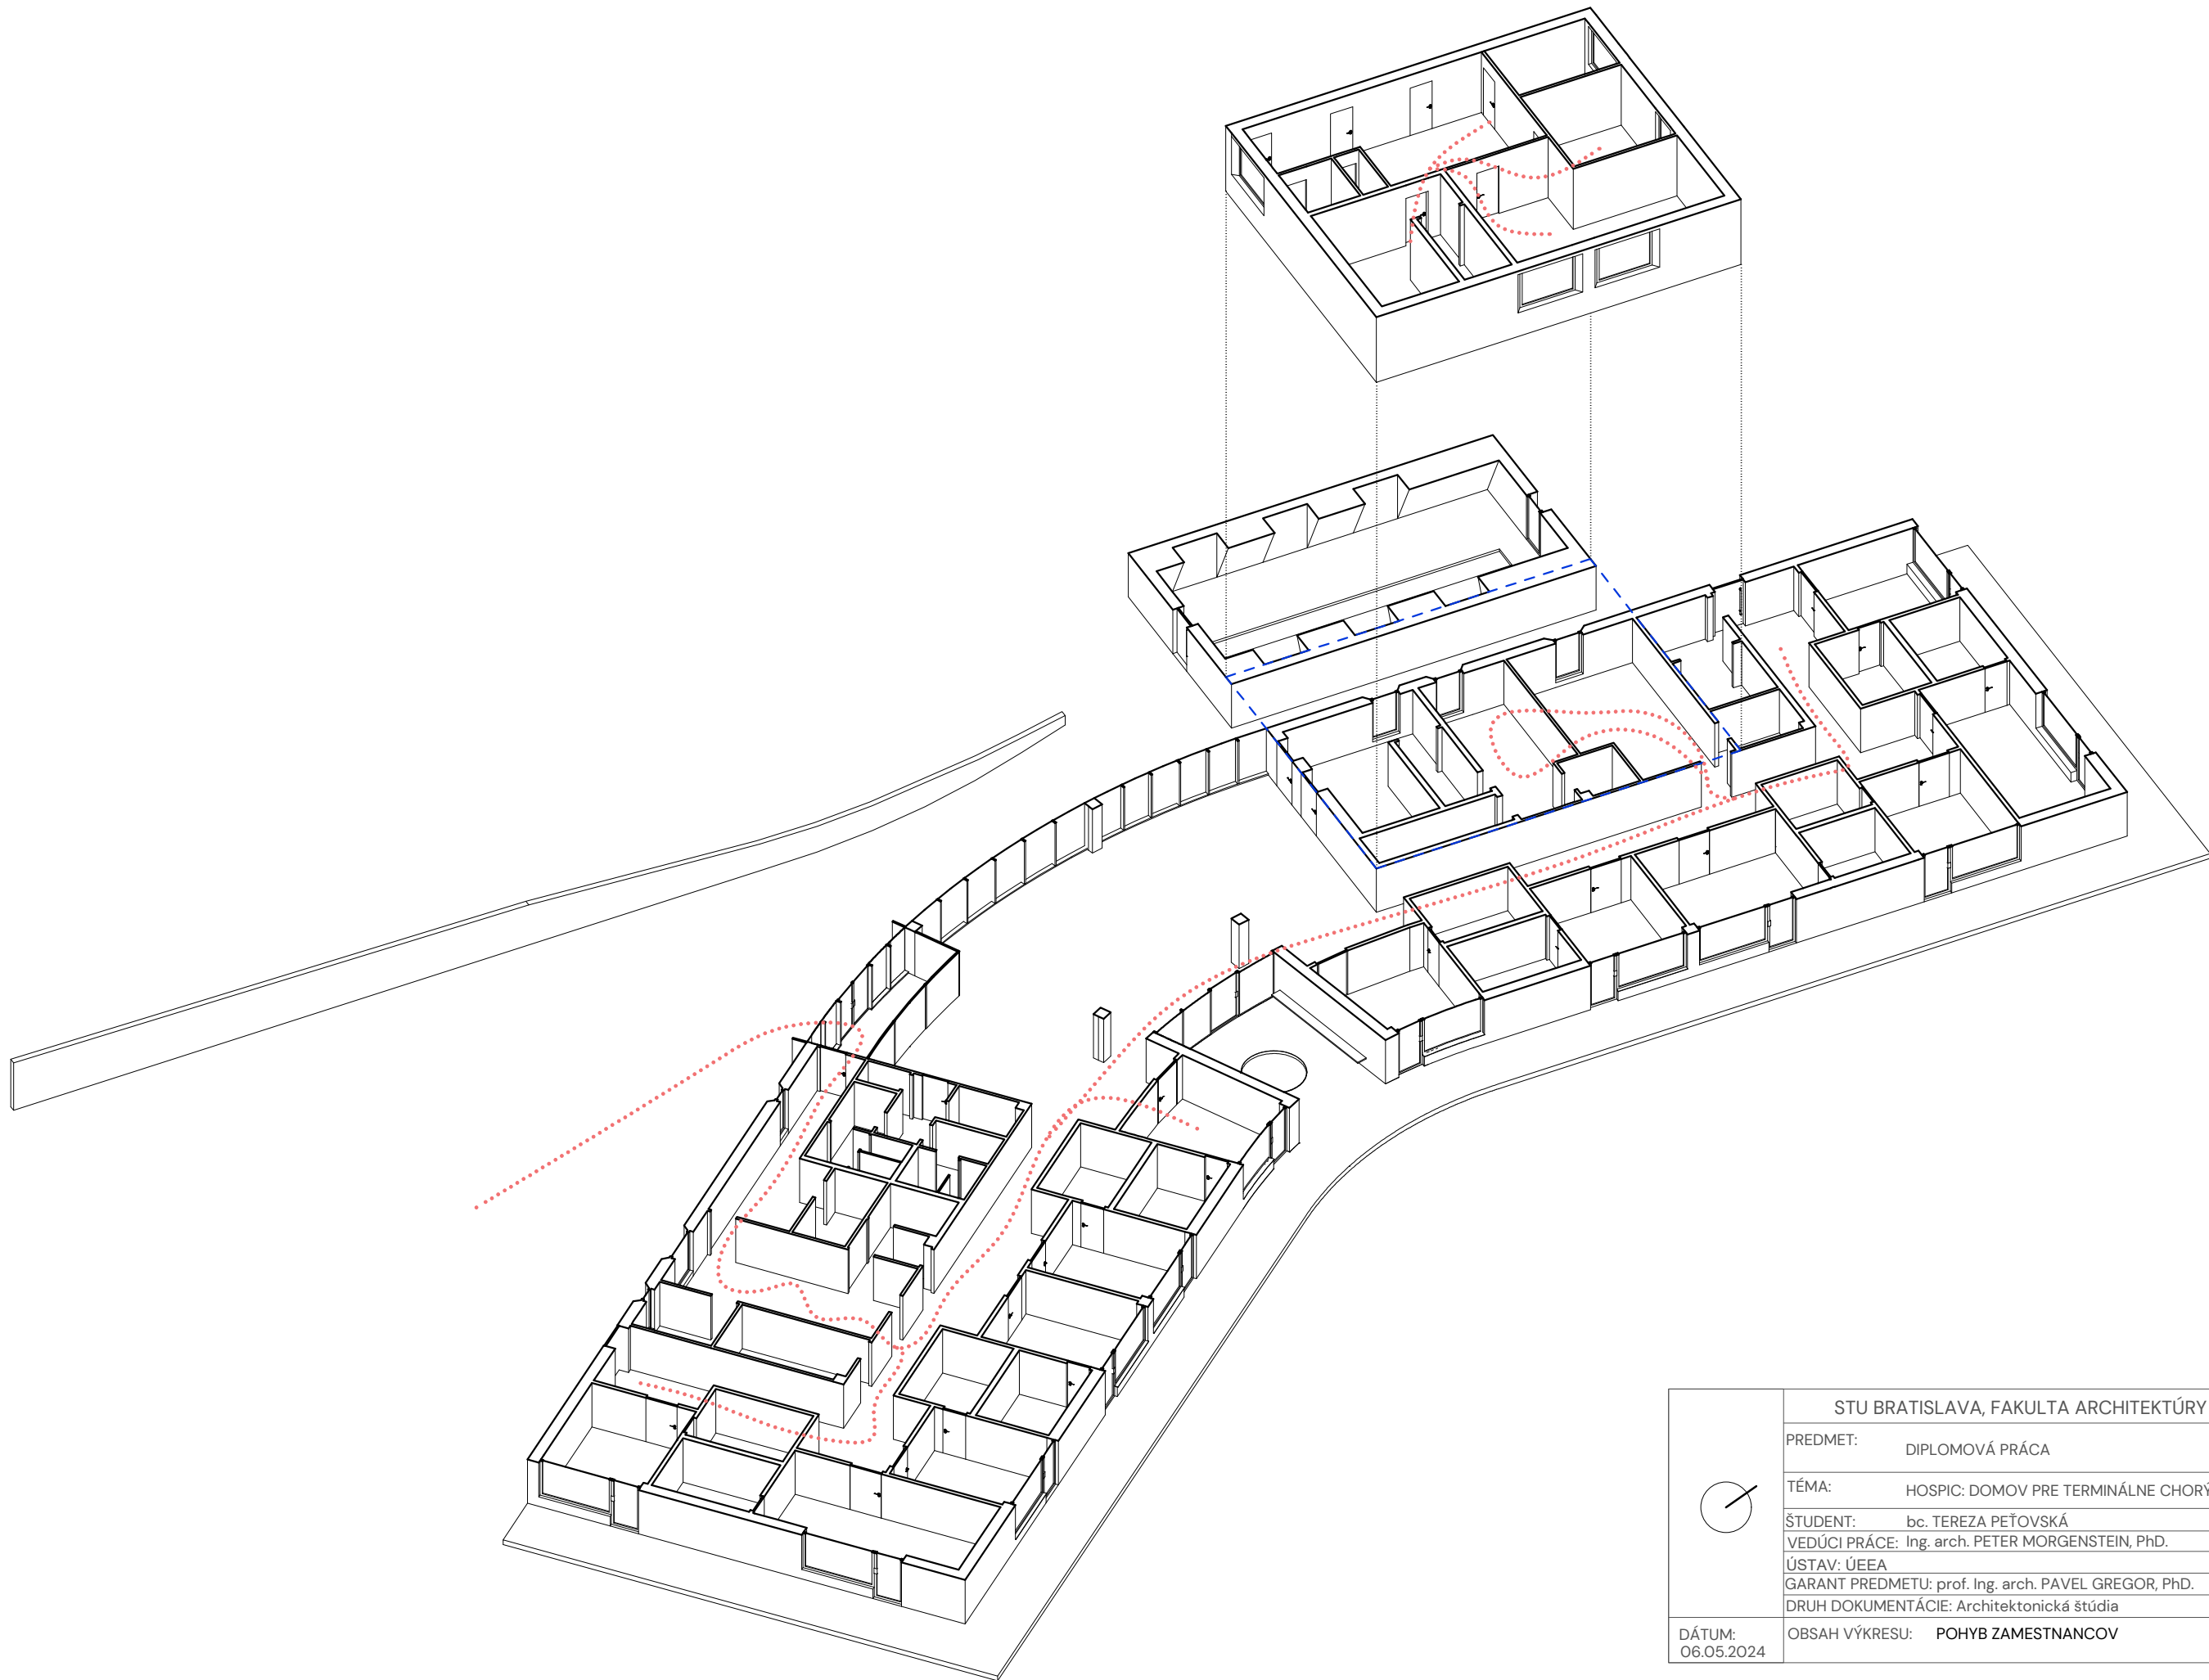 STU BRATISLAVA, FAKULTA ARCHITEKTÚRY
PREDMET: DIPLOMOVÁ PRÁCA
TÉMA: HOSPIC: DOMOV PRE TERMINÁLNE CHORÝ
ŠTUDENT: bc. TEREZA PEŤOVSKÁ
VEDÚCI PRÁCE: Ing. arch. PETER MORGENSTEIN, PhD.
ÚSTAV: ÚEEA
GARANT PREDMETU: prof. Ing. arch. PAVEL GREGOR, PhD.
DRUH DOKUMENTÁCIE: Architektonická štúdia
DÁTUM:
06.05.2024
OBSAH VÝKRESU: POHYB ZAMESTNANCOV